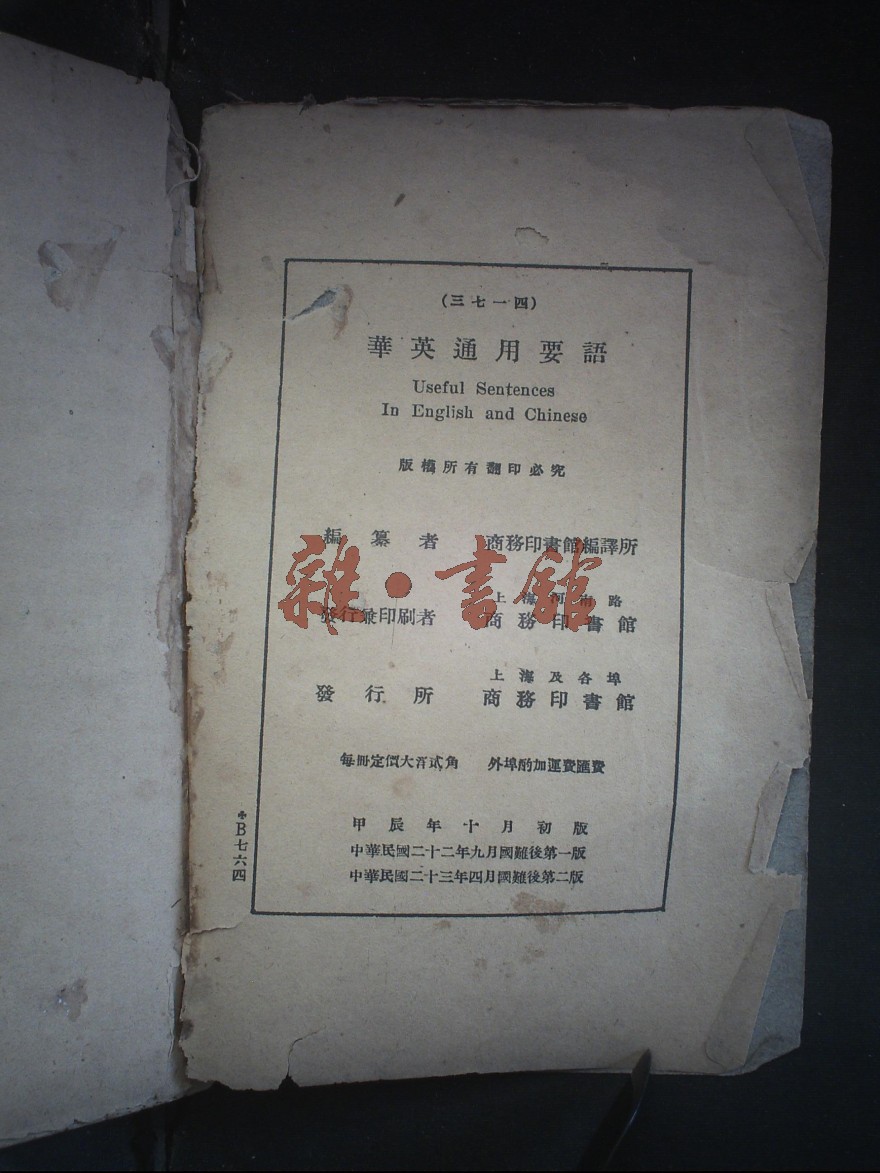 (三七一四)
華英通用要語
Useful Sentences
In English and Chinese
版權所有翻印必究
編纂者 商務印書館編譯所
上海河南路
發行兼印刷者 商務印書館
上海及各埠
發行所 商務印書館
每冊定價大洋貳角 外埠酌加運費匯費
甲辰年十月初版
中華民國二十二年九月國難後第一版
中華民國二十三年四月國難後第二版
*B七六四
雜·書館